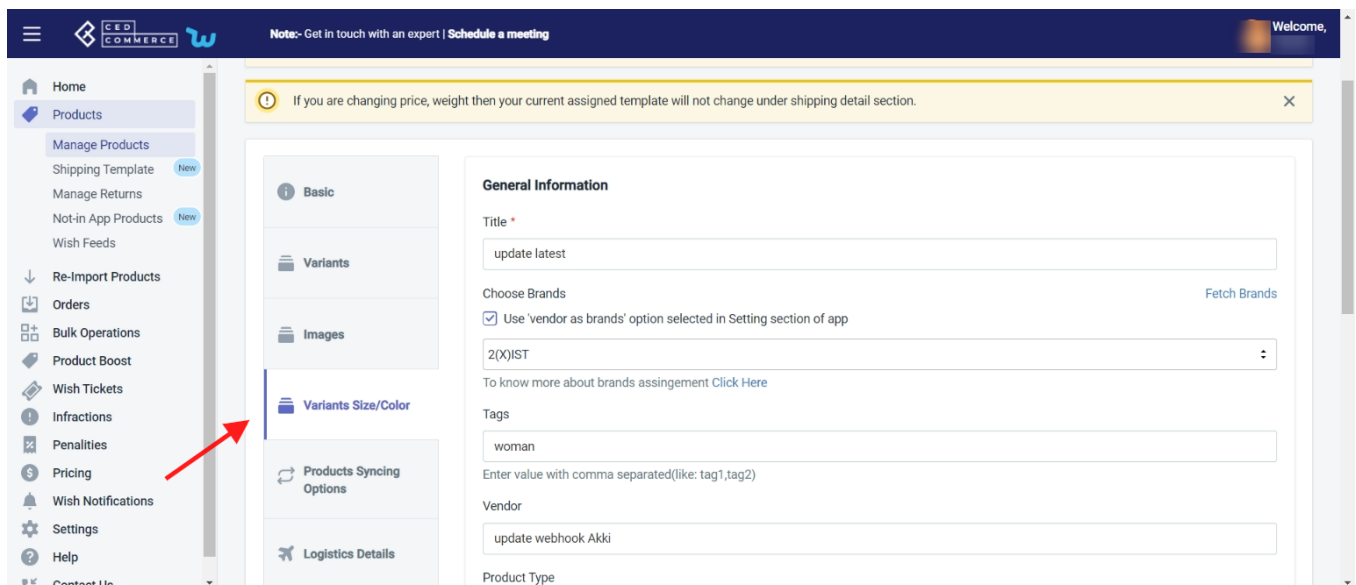 CED
COMMERCE
Note:- Get in touch with an expert | Schedule a meeting
Welcome,
Home
Products
Manage Products
Shipping Template New
Manage Returns
Not-in App Products New
Wish Feeds
Re-Import Products
Orders
Bulk Operations
Product Boost
Wish Tickets
Infractions
Penalities
Pricing
Wish Notifications
Settings
Help
Contact Us
If you are changing price, weight then your current assigned template will not change under shipping detail section.
Basic
Variants
Images
Variants Size/Color
Products Syncing
Options
Logistics Details
General Information
Title *
update latest
Choose Brands
Fetch Brands
Use 'vendor as brands' option selected in Setting section of app
2(X)IST
To know more about brands assingement Click Here
Tags
woman
Enter value with comma separated(like: tag1,tag2)
Vendor
update webhook Akki
Product Type